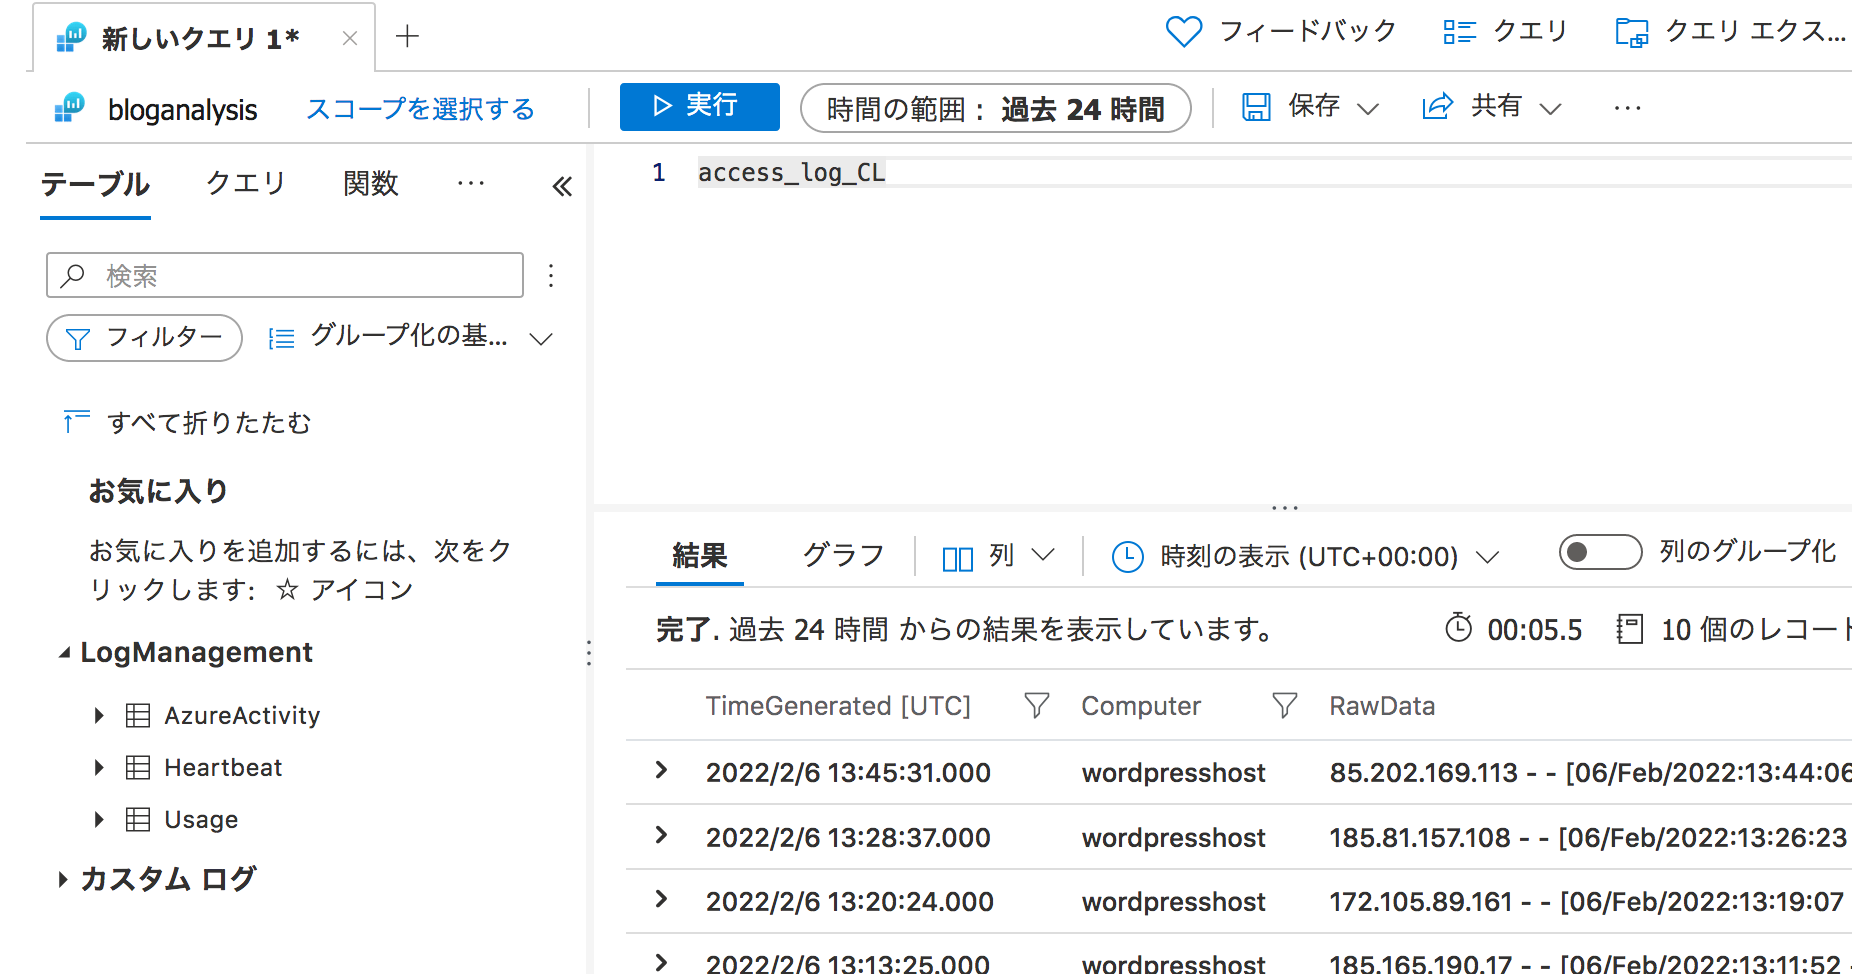 新しいクエリ 1*
フィードバック
クエリ
クエリ エクス...
bloganalysis
スコープを選択する
実行
時間の範囲： 過去 24 時間
保存
共有
テーブル
クエリ
関数
1 access_log_CL
検索
フィルター
グループ化の基...
すべて折りたたむ
お気に入り
お気に入りを追加するには、次をク
リックします: ☆ アイコン
LogManagement
AzureActivity
Heartbeat
Usage
カスタム ログ
結果
グラフ
列
時刻の表示 (UTC+00:00)
列のグループ化
完了. 過去 24 時間 からの結果を表示しています。
00:05.5
10 個のレコード
TimeGenerated [UTC] Computer RawData
2022/2/6 13:45:31.000 wordpresshost 85.202.169.113 - - [06/Feb/2022:13:44:06
2022/2/6 13:28:37.000 wordpresshost 185.81.157.108 - - [06/Feb/2022:13:26:23
2022/2/6 13:20:24.000 wordpresshost 172.105.89.161 - - [06/Feb/2022:13:19:07
2022/2/6 13:13:25.000 wordpresshost 185.165.190.17 - - [06/Feb/2022:13:11:52